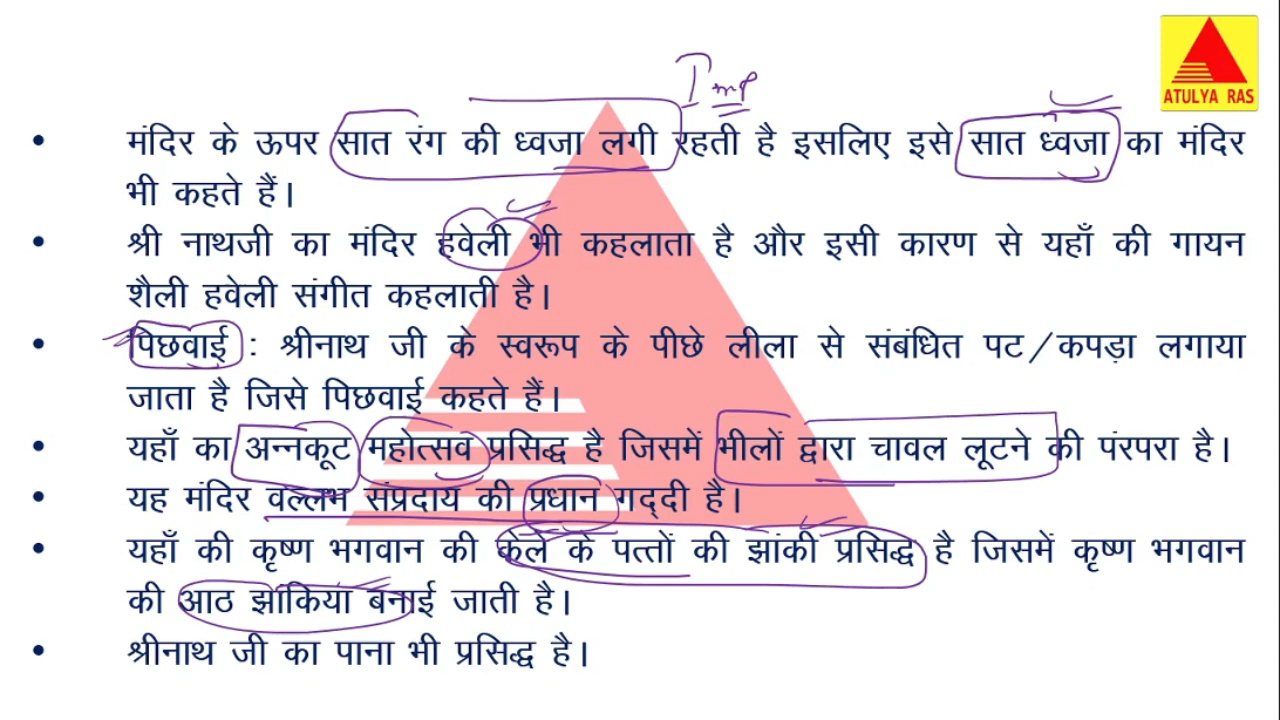 Imp
ATULYA RAS
• मंदिर के ऊपर सात रंग की ध्वजा लगी रहती है इसलिए इसे सात ध्वजा का मंदिर
भी कहते हैं।
• श्री नाथजी का मंदिर हवेली भी कहलाता है और इसी कारण से यहाँ की गायन
शैली हवेली संगीत कहलाती है।
• पिछवाई : श्रीनाथ जी के स्वरूप के पीछे लीला से संबंधित पट/कपड़ा लगाया
जाता है जिसे पिछवाई कहते हैं।
• यहाँ का अन्नकूट महोत्सव प्रसिद्ध है जिसमें भीलों द्वारा चावल लूटने की पंरपरा है।
• यह मंदिर वल्लभ संप्रदाय की प्रधान गद्दी है।
• यहाँ की कृष्ण भगवान की केले के पत्तों की झांकी प्रसिद्ध है जिसमें कृष्ण भगवान
की आठ झांकियां बनाई जाती है।
• श्रीनाथ जी का पाना भी प्रसिद्ध है।